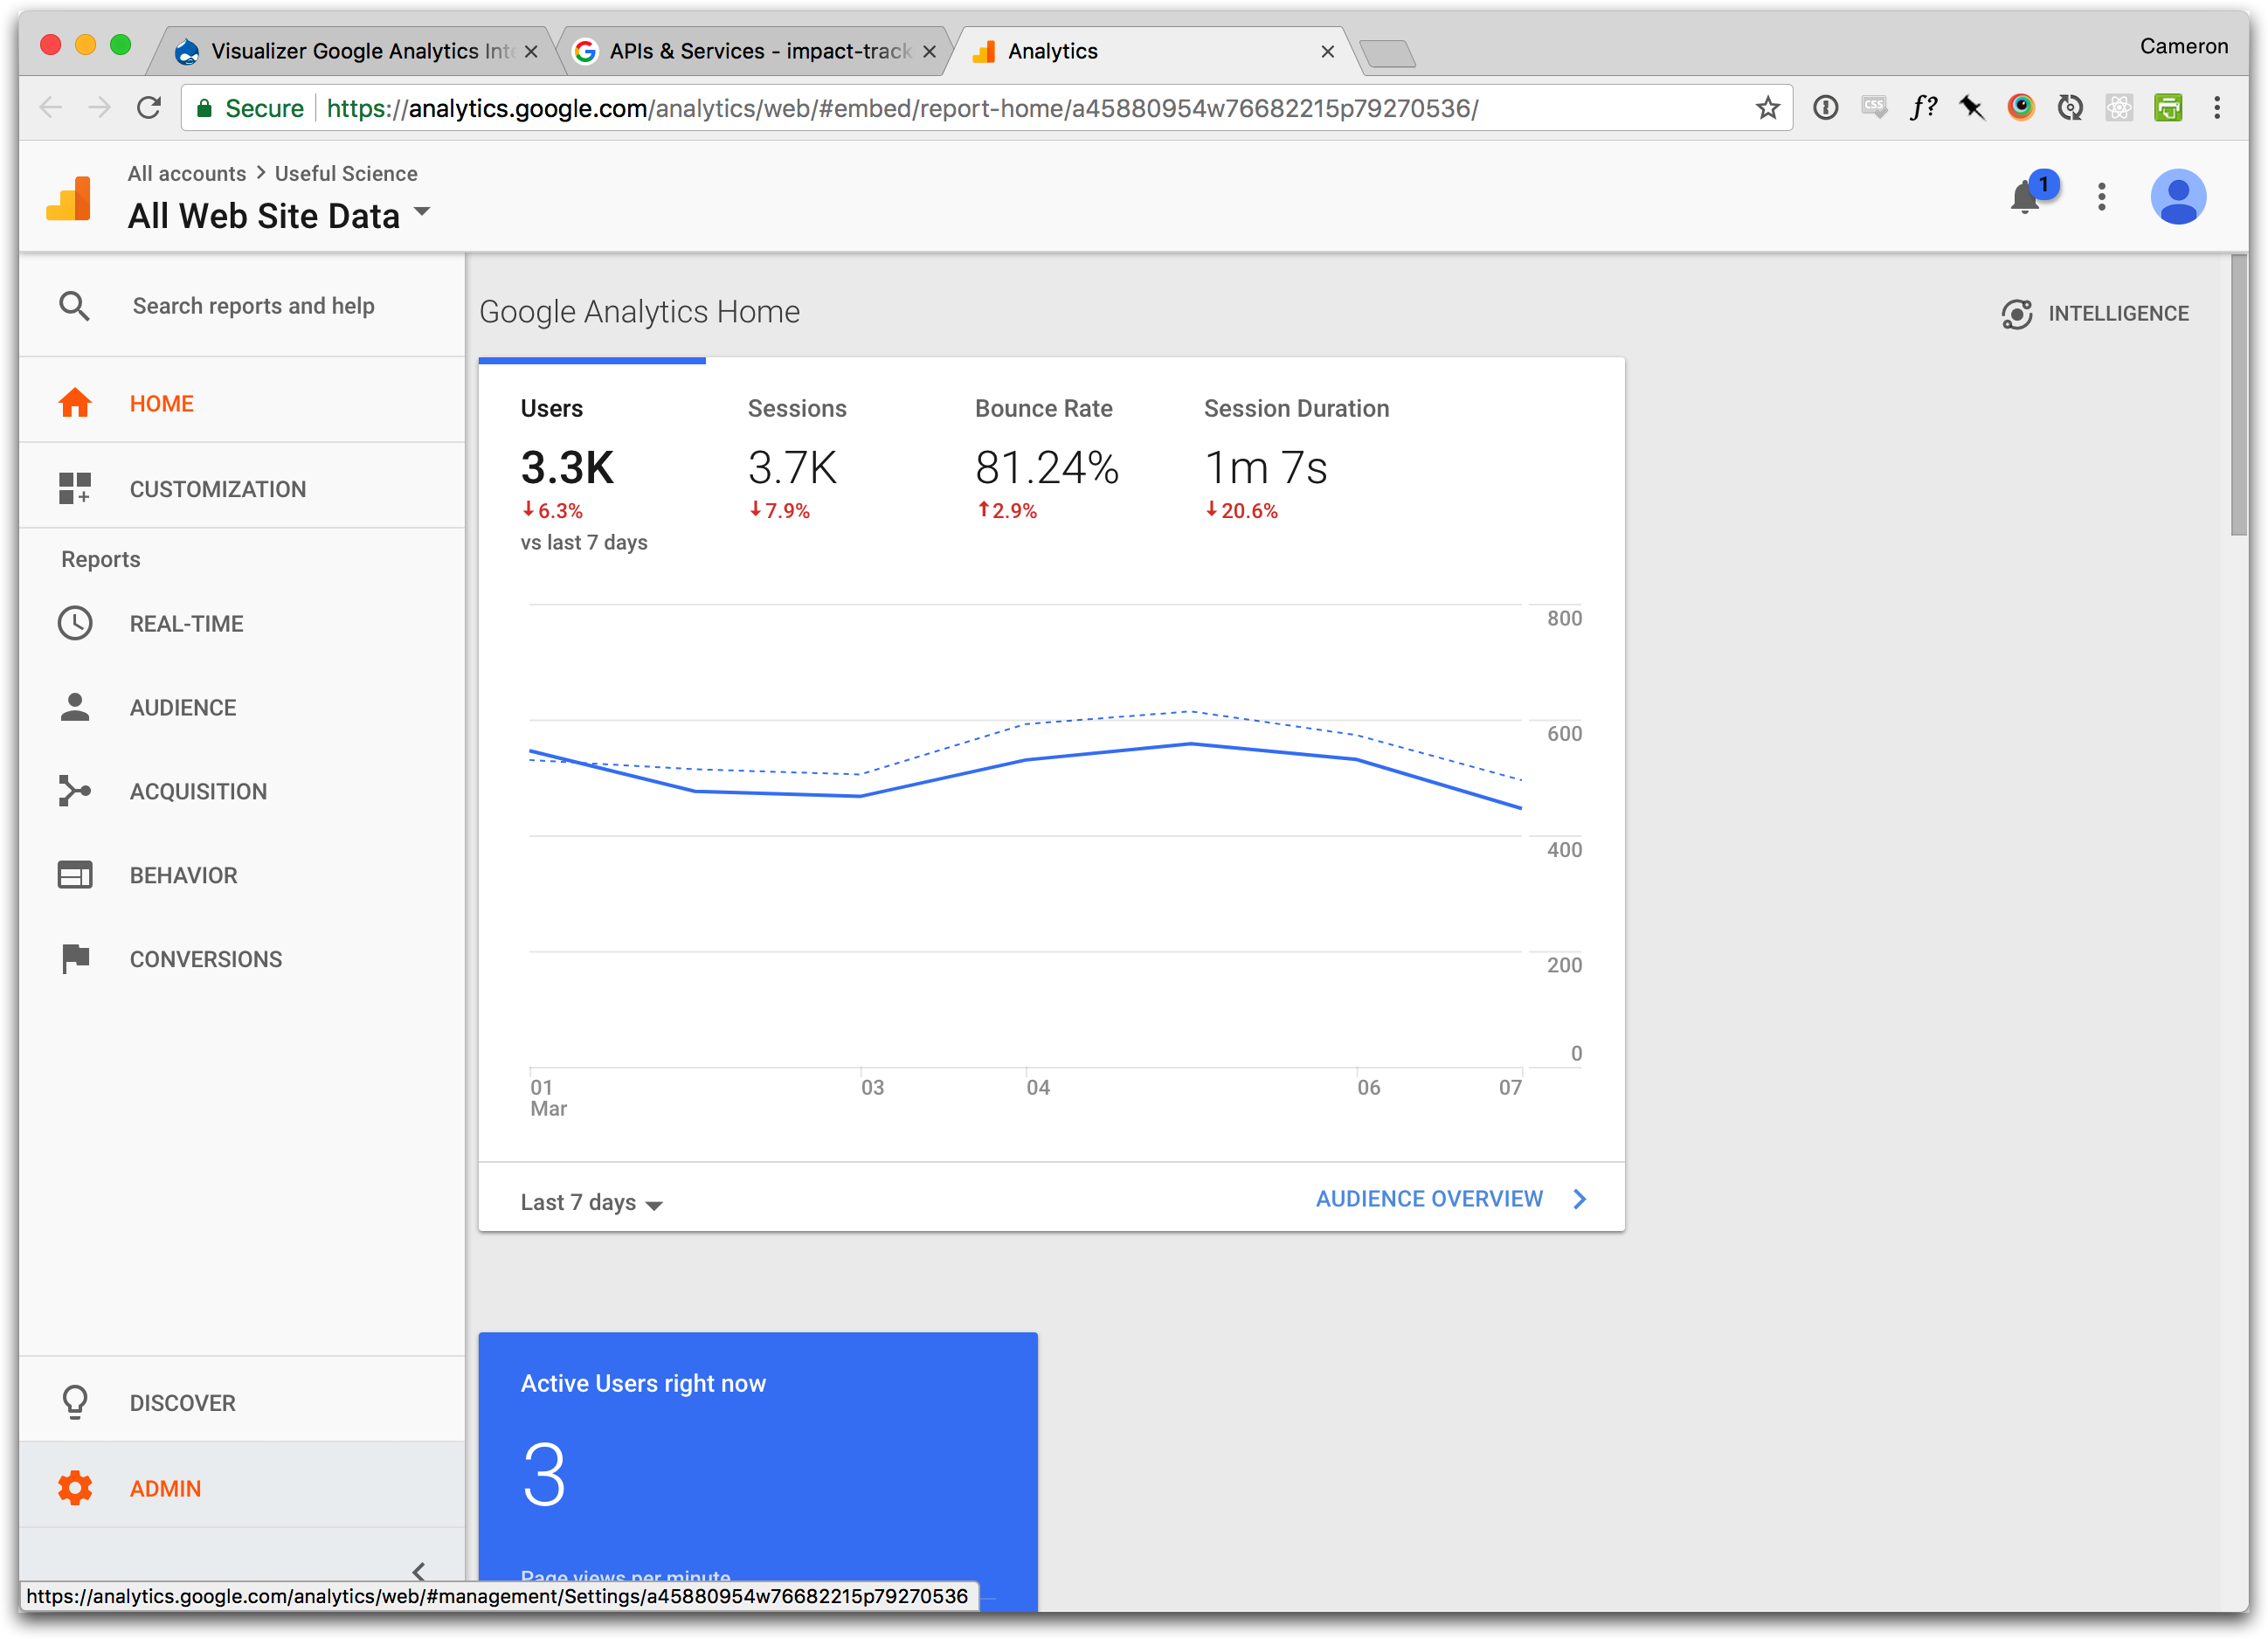 Visualizer Google Analytics Inte
APIs & Services - impact-track
Analytics
Cameron
Secure
https://analytics.google.com/analytics/web/#embed/report-home/a45880954w76682215p79270536/
CSS
f?
All accounts > Useful Science
All Web Site Data
1
Search reports and help
HOME
CUSTOMIZATION
Reports
REAL-TIME
AUDIENCE
ACQUISITION
BEHAVIOR
CONVERSIONS
DISCOVER
ADMIN
Google Analytics Home
INTELLIGENCE
Users
3.3K
6.3%
vs last 7 days
Sessions
3.7K
7.9%
Bounce Rate
81.24%
2.9%
Session Duration
1m 7s
20.6%
800
600
400
200
0
01
Mar
03
04
06
07
Last 7 days
AUDIENCE OVERVIEW
Active Users right now
3
Page views per minute
https://analytics.google.com/analytics/web/#management/Settings/a45880954w76682215p79270536